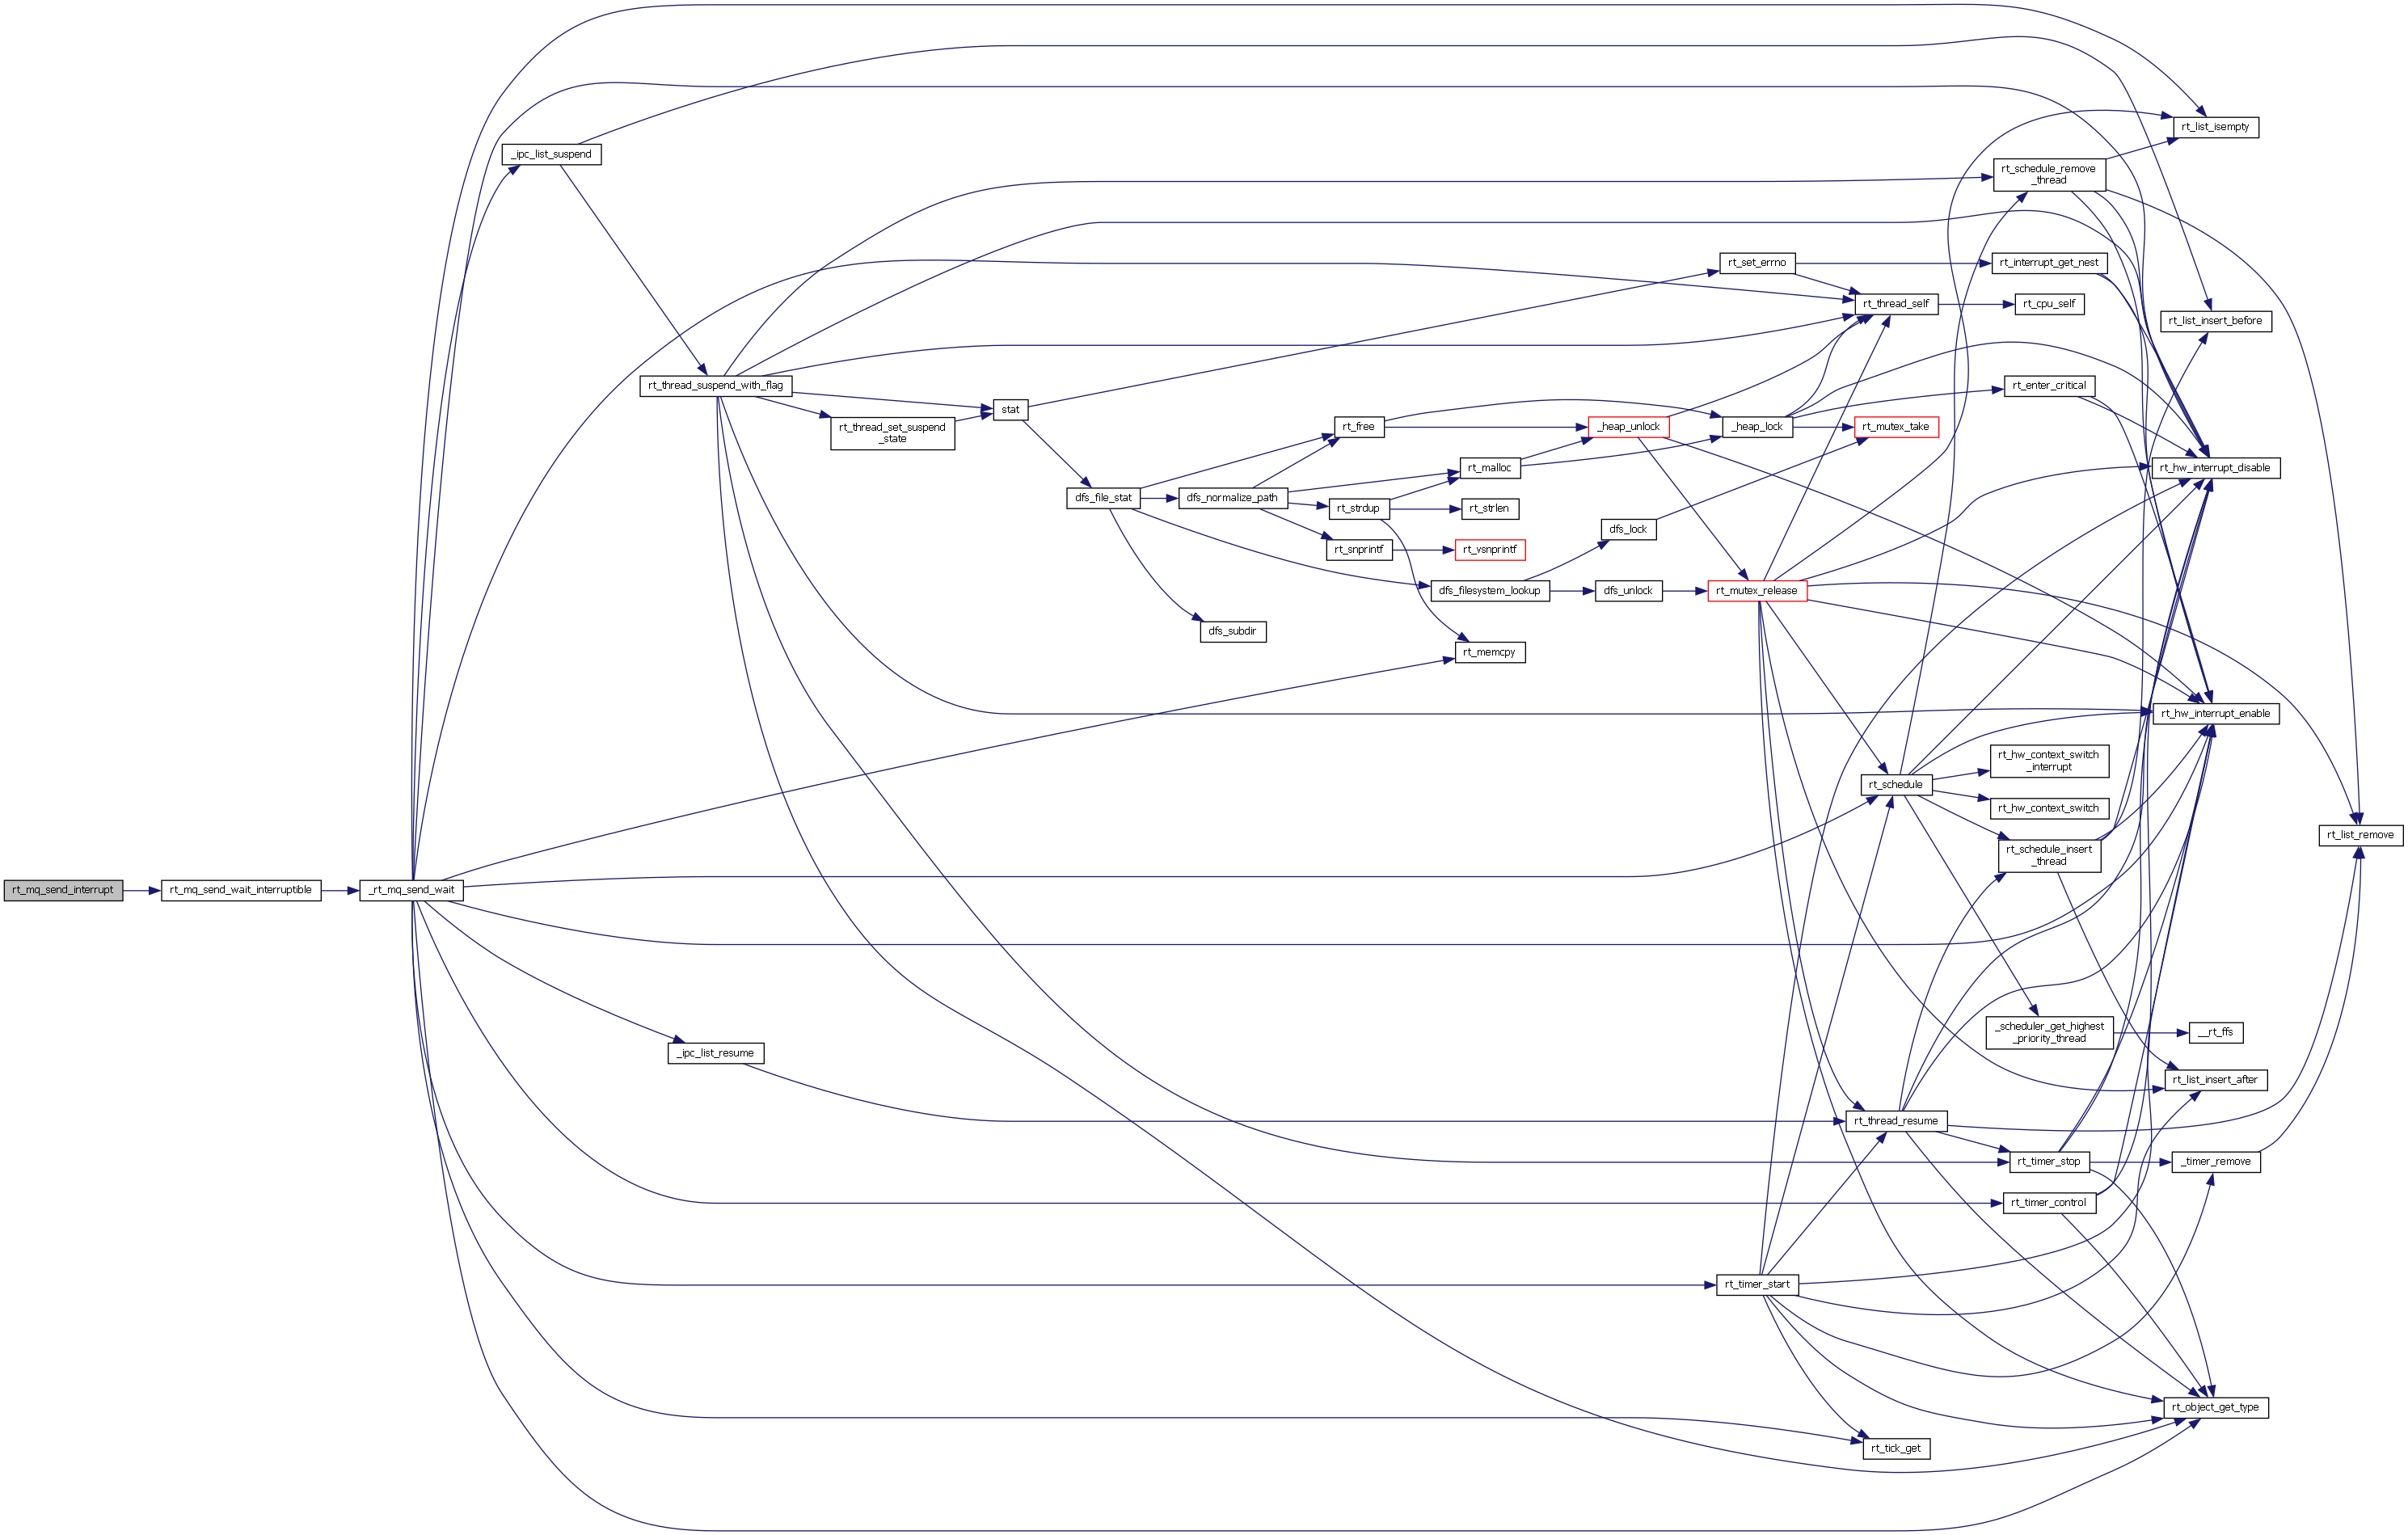 rt_mq_send_interrupt
rt_mq_send_wait_interruptible
_rt_mq_send_wait
_ipc_list_suspend
_ipc_list_resume
rt_thread_suspend_with_flag
rt_thread_set_suspend
_state
stat
dfs_file_stat
dfs_normalize_path
dfs_subdir
rt_free
rt_strdup
rt_snprintf
rt_malloc
rt_strlen
rt_vsnprintf
dfs_filesystem_lookup
rt_memcpy
_heap_unlock
dfs_lock
dfs_unlock
rt_set_errno
_heap_lock
rt_mutex_release
rt_timer_start
rt_thread_self
rt_mutex_take
rt_schedule
rt_thread_resume
rt_tick_get
rt_schedule_remove
_thread
rt_interrupt_get_nest
rt_cpu_self
rt_enter_critical
rt_hw_context_switch
_interrupt
rt_hw_context_switch
rt_schedule_insert
_thread
_scheduler_get_highest
_priority_thread
rt_timer_stop
rt_timer_control
rt_list_isempty
rt_list_insert_before
rt_hw_interrupt_disable
rt_hw_interrupt_enable
__rt_ffs
rt_list_insert_after
_timer_remove
rt_object_get_type
rt_list_remove